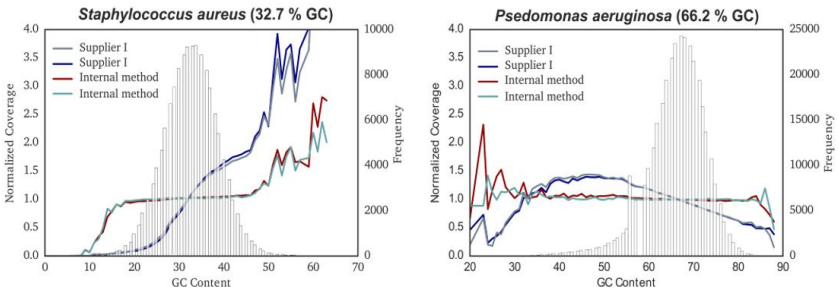 Staphylococcus aureus (32.7 % GC)
4.0
3.5
3.0
2.5
2.0
1.5
1.0
0.5
0.0
Normalized Coverage
Supplier I
Supplier I
Internal method
Internal method
10000
8000
6000
4000
2000
0
Frequency
0 10 20 30 40 50 60 70
GC Content
Psedomonas aeruginosa (66.2 % GC)
4.0
3.5
3.0
2.5
2.0
1.5
1.0
0.5
0.0
Normalized Coverage
Supplier I
Supplier I
Internal method
Internal method
25000
20000
15000
10000
5000
0
Frequency
20 30 40 50 60 70 80 90
GC Content